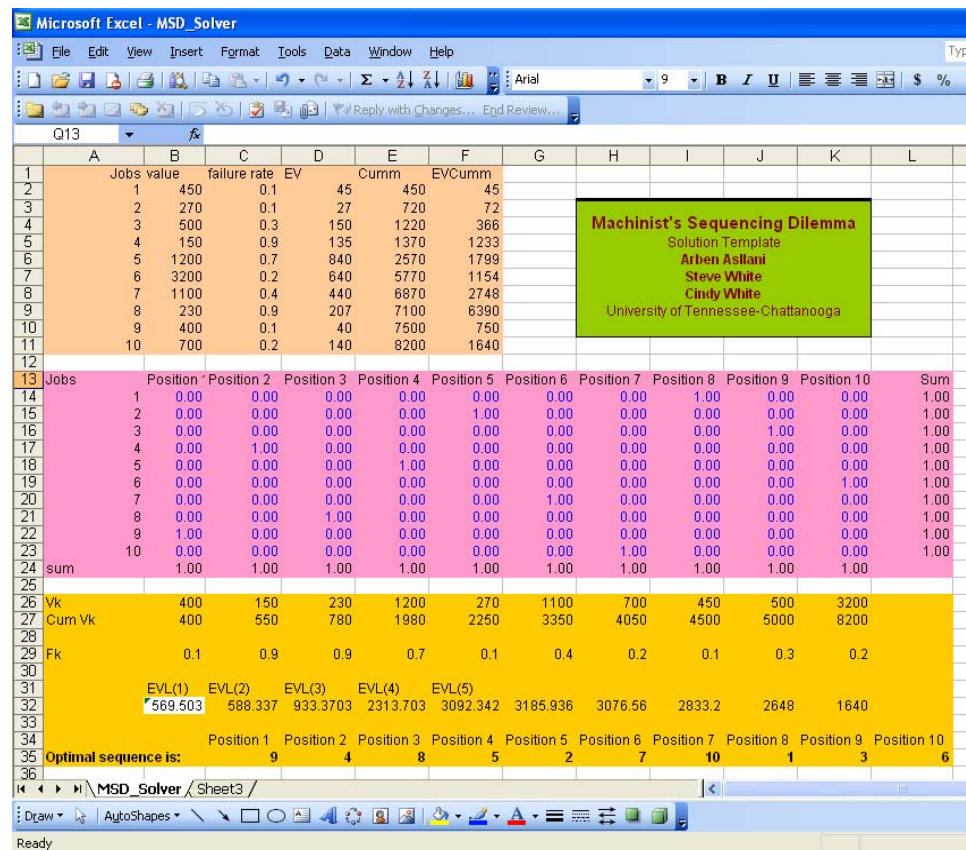 Microsoft Excel - MSD_Solver
File Edit View Insert Format Tools Data Window Help Typ
Arial 9 B I U $ %
Reply with Changes... End Review...
Q13 fx
A B C D E F G H I J K L
1 Jobs value failure rate EV Cumm EVCumm
2 1 450 0.1 45 450 45
3 2 270 0.1 27 720 72
4 3 500 0.3 150 1220 366
5 4 150 0.9 135 1370 1233
6 5 1200 0.7 840 2570 1799
7 6 3200 0.2 640 5770 1154
8 7 1100 0.4 440 6870 2748
9 8 230 0.9 207 7100 6390
10 9 400 0.1 40 7500 750
11 10 700 0.2 140 8200 1640
Machinist's Sequencing Dilemma
Solution Template
Arben Asllani
Steve White
Cindy White
University of Tennessee-Chattanooga
12
13 Jobs Position Position 2 Position 3 Position 4 Position 5 Position 6 Position 7 Position 8 Position 9 Position 10 Sum
14 1 0.00 0.00 0.00 0.00 0.00 0.00 0.00 1.00 0.00 0.00 1.00
15 2 0.00 0.00 0.00 0.00 1.00 0.00 0.00 0.00 0.00 0.00 1.00
16 3 0.00 0.00 0.00 0.00 0.00 0.00 0.00 0.00 1.00 0.00 1.00
17 4 0.00 1.00 0.00 0.00 0.00 0.00 0.00 0.00 0.00 0.00 1.00
18 5 0.00 0.00 0.00 1.00 0.00 0.00 0.00 0.00 0.00 0.00 1.00
19 6 0.00 0.00 0.00 0.00 0.00 0.00 0.00 0.00 0.00 1.00 1.00
20 7 0.00 0.00 0.00 0.00 0.00 1.00 0.00 0.00 0.00 0.00 1.00
21 8 0.00 0.00 1.00 0.00 0.00 0.00 0.00 0.00 0.00 0.00 1.00
22 9 1.00 0.00 0.00 0.00 0.00 0.00 0.00 0.00 0.00 0.00 1.00
23 10 0.00 0.00 0.00 0.00 0.00 0.00 1.00 0.00 0.00 0.00 1.00
24 sum 1.00 1.00 1.00 1.00 1.00 1.00 1.00 1.00 1.00 1.00
25
26 Vk 400 150 230 1200 270 1100 700 450 500 3200
27 Cum Vk 400 550 780 1980 2250 3350 4050 4500 5000 8200
28
29 Fk 0.1 0.9 0.9 0.7 0.1 0.4 0.2 0.1 0.3 0.2
30
31 EVL(1) EVL(2) EVL(3) EVL(4) EVL(5)
32 569.503 588.337 933.3703 2313.703 3092.342 3185.936 3076.56 2833.2 2648 1640
33
34 Position 1 Position 2 Position 3 Position 4 Position 5 Position 6 Position 7 Position 8 Position 9 Position 10
35 Optimal sequence is: 9 4 8 5 2 7 10 1 3 6
36
MSD_Solver Sheet3
Draw AutoShapes
Ready